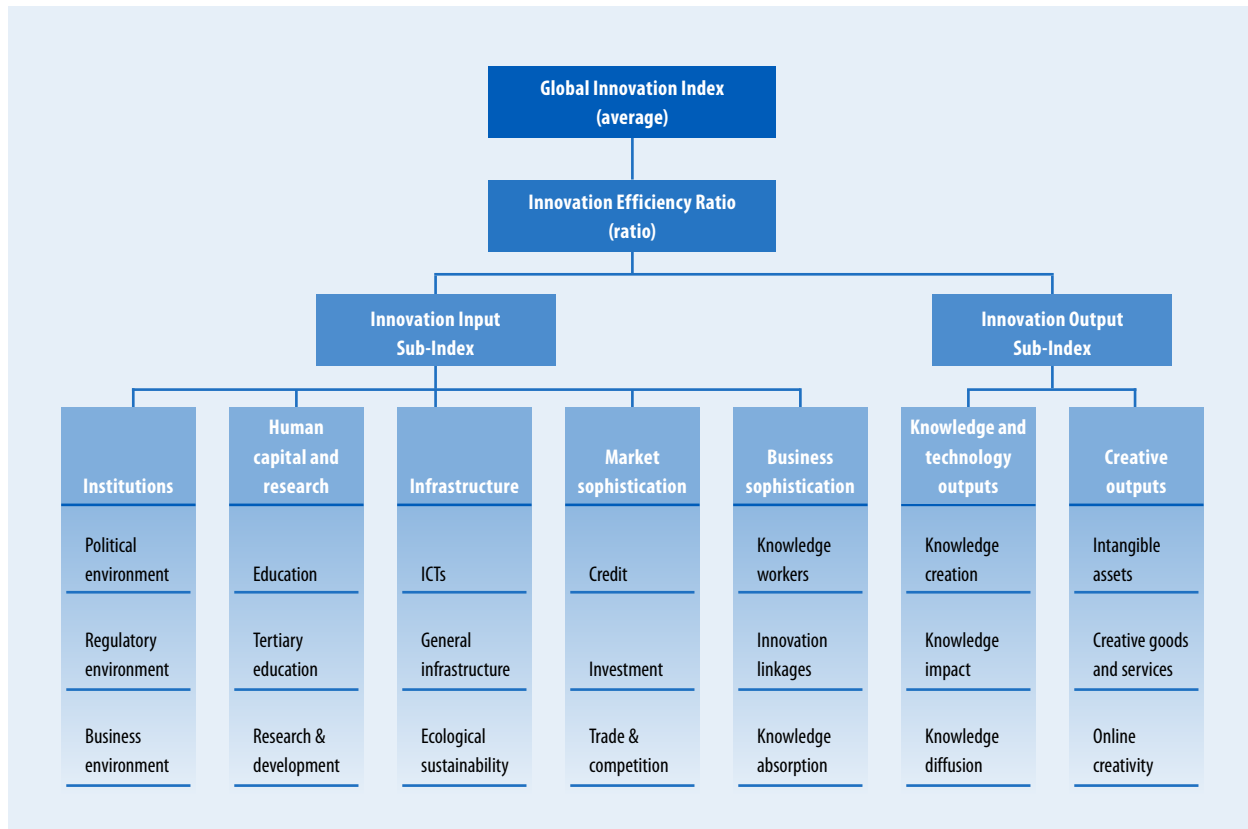 Global Innovation Index
(average)
Innovation Efficiency Ratio
(ratio)
Innovation Input
Sub-Index
Innovation Output
Sub-Index
Institutions
Human
capital and
research
Infrastructure
Market
sophistication
Business
sophistication
Knowledge and
technology
outputs
Creative
outputs
Political
environment
Education
ICTs
Credit
Knowledge
workers
Knowledge
creation
Intangible
assets
Regulatory
environment
Tertiary
education
General
infrastructure
Investment
Innovation
linkages
Knowledge
impact
Creative goods
and services
Business
environment
Research &
development
Ecological
sustainability
Trade &
competition
Knowledge
absorption
Knowledge
diffusion
Online
creativity